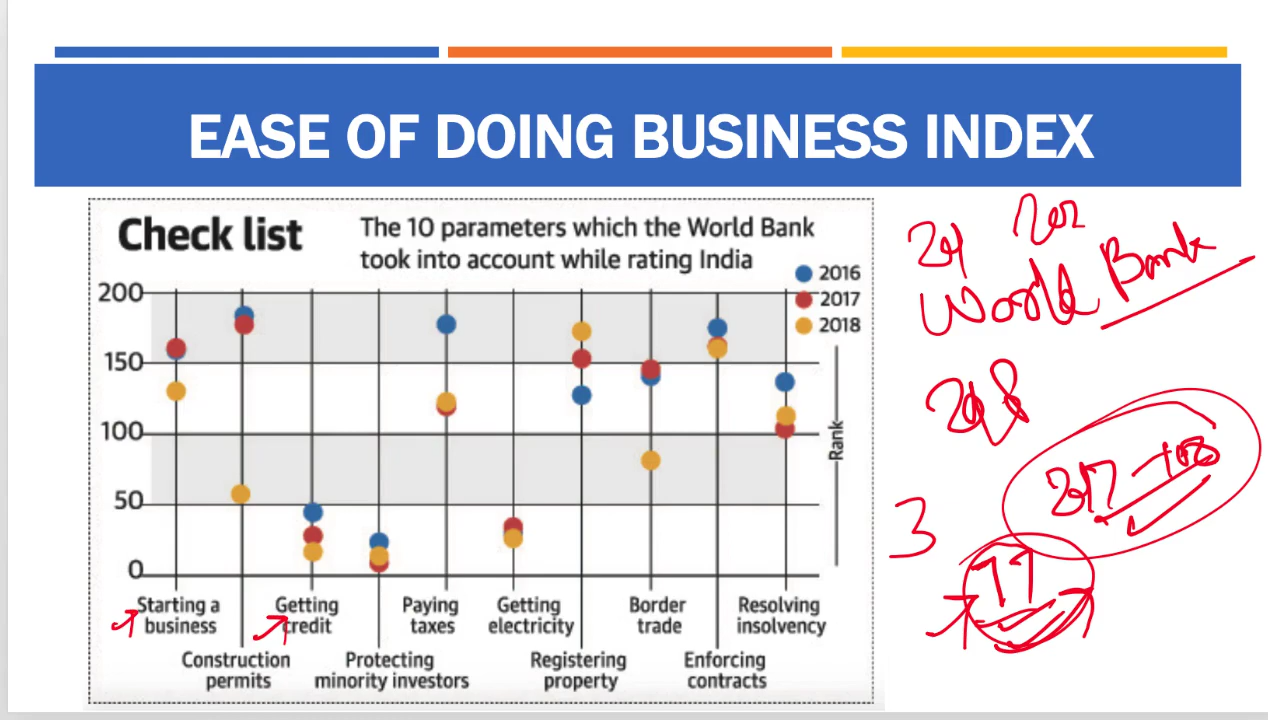 EASE OF DOING BUSINESS INDEX
Check list
The 10 parameters which the World Bank
took into account while rating India
2016
2017
2018
200
150
100
50
0
Rank
Starting a
business
Getting
credit
Paying
taxes
Getting
electricity
Border
trade
Resolving
insolvency
Construction
permits
Protecting
minority investors
Registering
property
Enforcing
contracts
World Bank
3
77